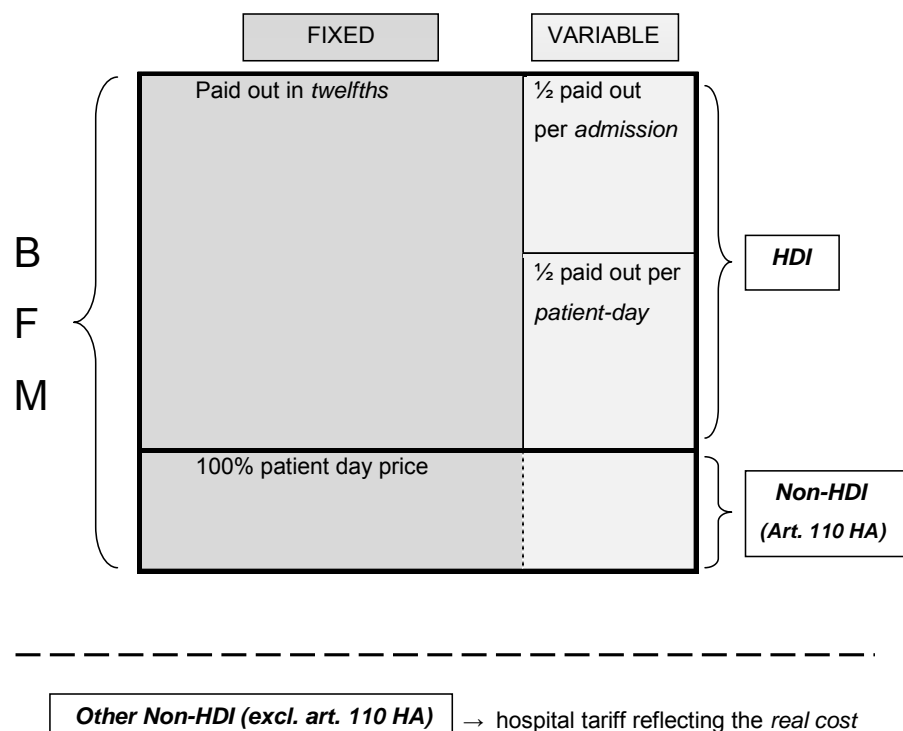 FIXED
VARIABLE
Paid out in twelfths
½ paid out
per admission
B
F
M
HDI
½ paid out per
patient-day
100% patient day price
Non-HDI
(Art. 110 HA)
Other Non-HDI (excl. art. 110 HA)
→ hospital tariff reflecting the real cost